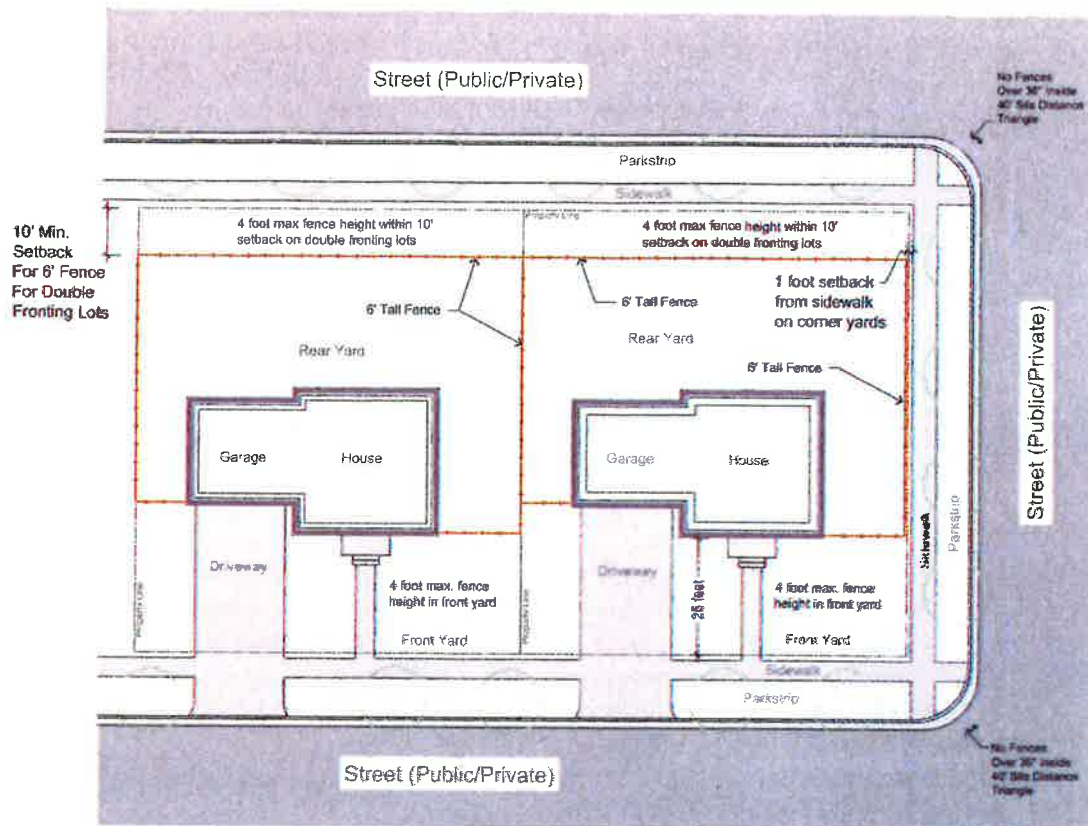 Street (Public/Private)
No Fences
Over 36" Inside
40' Site Distance
Triangle
Parkstrip
Sidewalk
Property Line
4 foot max fence height within 10'
setback on double fronting lots
4 foot max fence height within 10'
setback on double fronting lots
10' Min.
Setback
For 6' Fence
For Double
Fronting Lots
1 foot setback
from sidewalk
on corner yards
6' Tall Fence
6' Tall Fence
Rear Yard
Rear Yard
6' Tall Fence
Garage
House
Garage
House
Street (Public/Private)
Sidewalk
Parkstrip
Driveway
Driveway
25 feet
4 foot max. fence
height in front yard
4 foot max. fence
height in front yard
Property Line
Property Line
Front Yard
Front Yard
Sidewalk
Parkstrip
No Fences
Over 36" Inside
40' Site Distance
Triangle
Street (Public/Private)